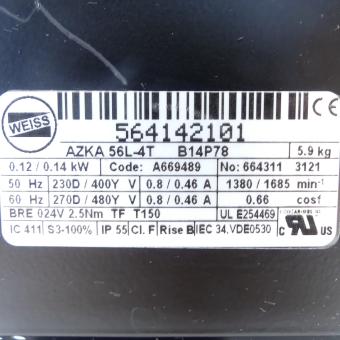 WEISS
CE
564142101
AZKA 56L-4T B14P78 5.9 kg
0.12 / 0.14 kW Code: A669489 No: 664311 3121
50 Hz 230D / 400Y V 0.8 / 0.46 A 1380 / 1685 min⁻¹
60 Hz 270D / 480Y V 0.8 / 0.46 A 0.66 cosf
BRE 024V 2.5Nm TF T150 UL E254469
IC 411 S3-100% IP 55 Cl. F Rise B IEC 34, VDE0530 C US